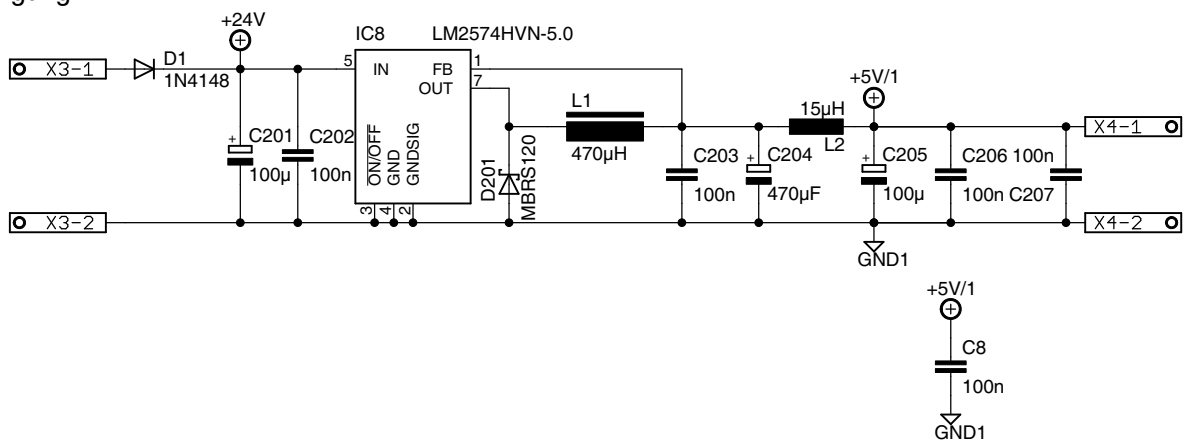 +24V
IC8 LM2574HVN-5.0
X3-1
D1
1N4148
5 IN FB 1
OUT 7
ON/OFF
GND
GNDSIG
3 4 2
+ C201
100µ
C202
100n
D201
MBRS120
L1
470µH
C203
100n
+ C204
470µF
15µH
L2
+5V/1
+ C205
100µ
C206
100n
100n
C207
X4-1
X3-2
X4-2
GND1
+5V/1
C8
100n
GND1